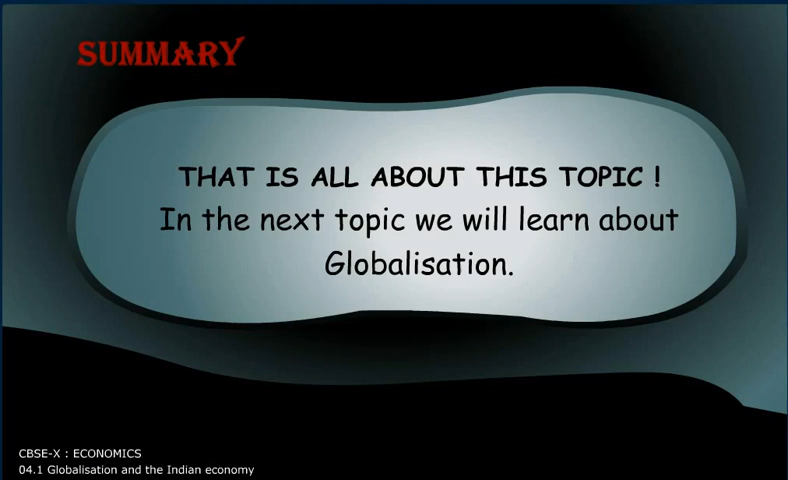 SUMMARY
THAT IS ALL ABOUT THIS TOPIC !
In the next topic we will learn about
Globalisation.
CBSE-X : ECONOMICS
04.1 Globalisation and the Indian economy